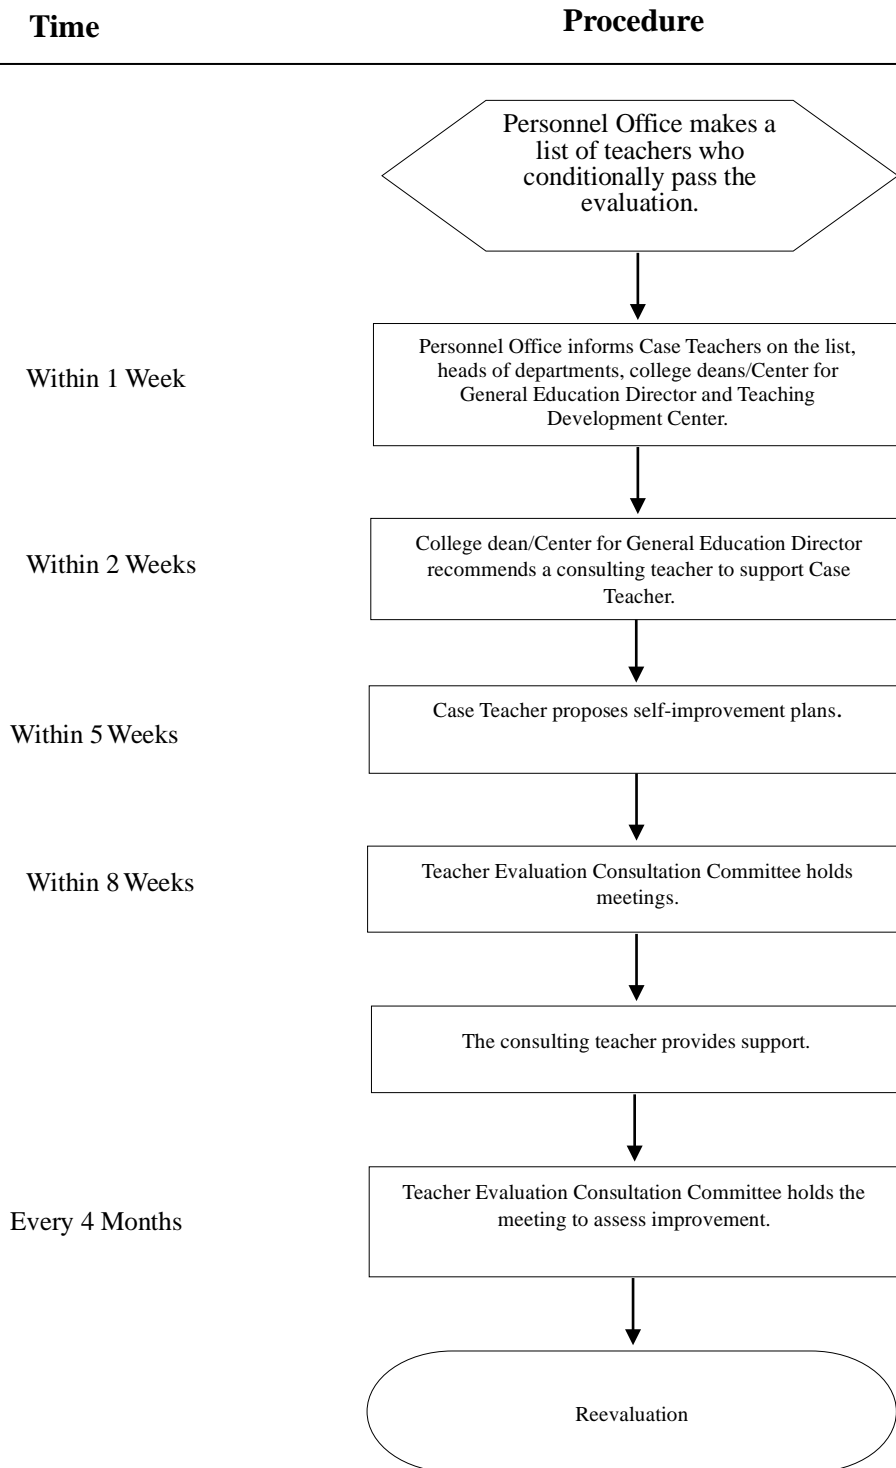 Time
Procedure
Personnel Office makes a
list of teachers who
conditionally pass the
evaluation.
Within 1 Week
Personnel Office informs Case Teachers on the list,
heads of departments, college deans/Center for
General Education Director and Teaching
Development Center.
Within 2 Weeks
College dean/Center for General Education Director
recommends a consulting teacher to support Case
Teacher.
Within 5 Weeks
Case Teacher proposes self-improvement plans.
Within 8 Weeks
Teacher Evaluation Consultation Committee holds
meetings.
The consulting teacher provides support.
Every 4 Months
Teacher Evaluation Consultation Committee holds the
meeting to assess improvement.
Reevaluation